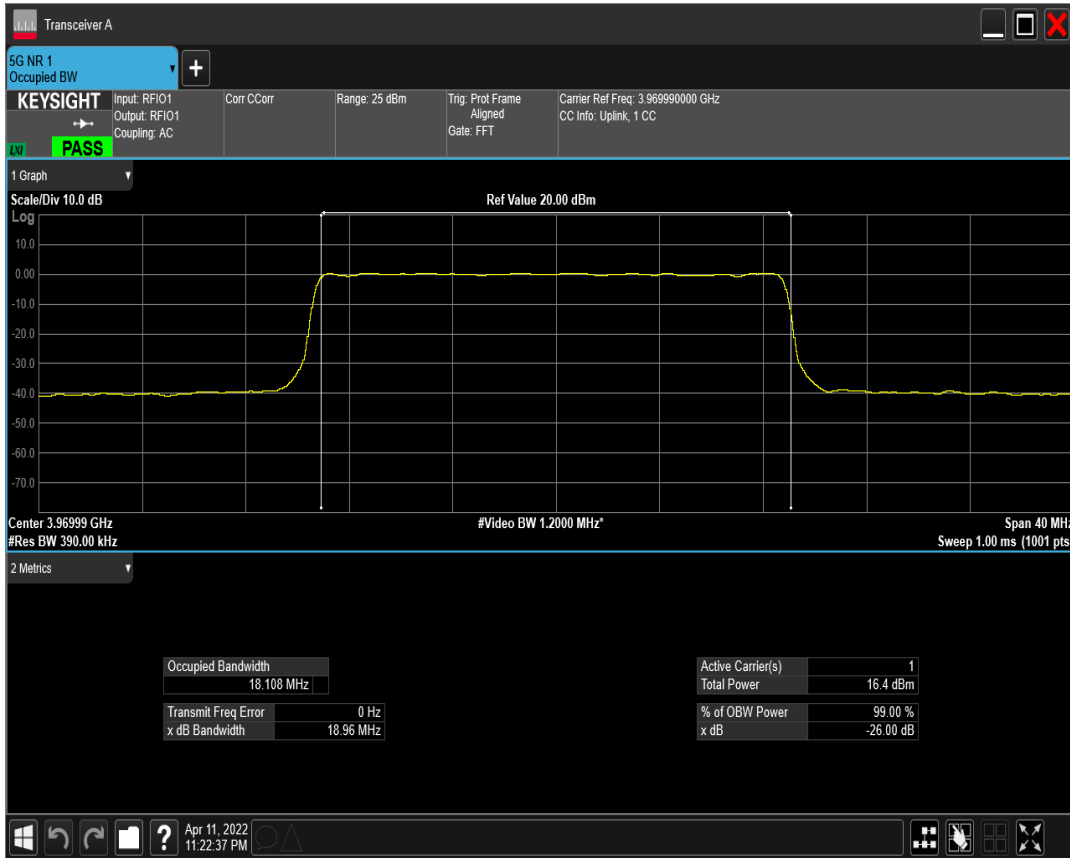 Transceiver A
5G NR 1
Occupied BW
KEYSIGHT
LXI
PASS
Input: RFIO1
Output: RFIO1
Coupling: AC
Corr CCorr
Range: 25 dBm
Trig: Prot Frame
Aligned
Gate: FFT
Carrier Ref Freq: 3.969990000 GHz
CC Info: Uplink, 1 CC
1 Graph
Scale/Div 10.0 dB
Ref Value 20.00 dBm
Log
10.0
0.00
-10.0
-20.0
-30.0
-40.0
-50.0
-60.0
-70.0
Center 3.96999 GHz
#Video BW 1.2000 MHz*
Span 40 MHz
#Res BW 390.00 kHz
Sweep 1.00 ms (1001 pts
2 Metrics
Occupied Bandwidth
18.108 MHz
Transmit Freq Error 0 Hz
x dB Bandwidth 18.96 MHz
Active Carrier(s) 1
Total Power 16.4 dBm
% of OBW Power 99.00 %
x dB -26.00 dB
?
Apr 11, 2022
11:22:37 PM